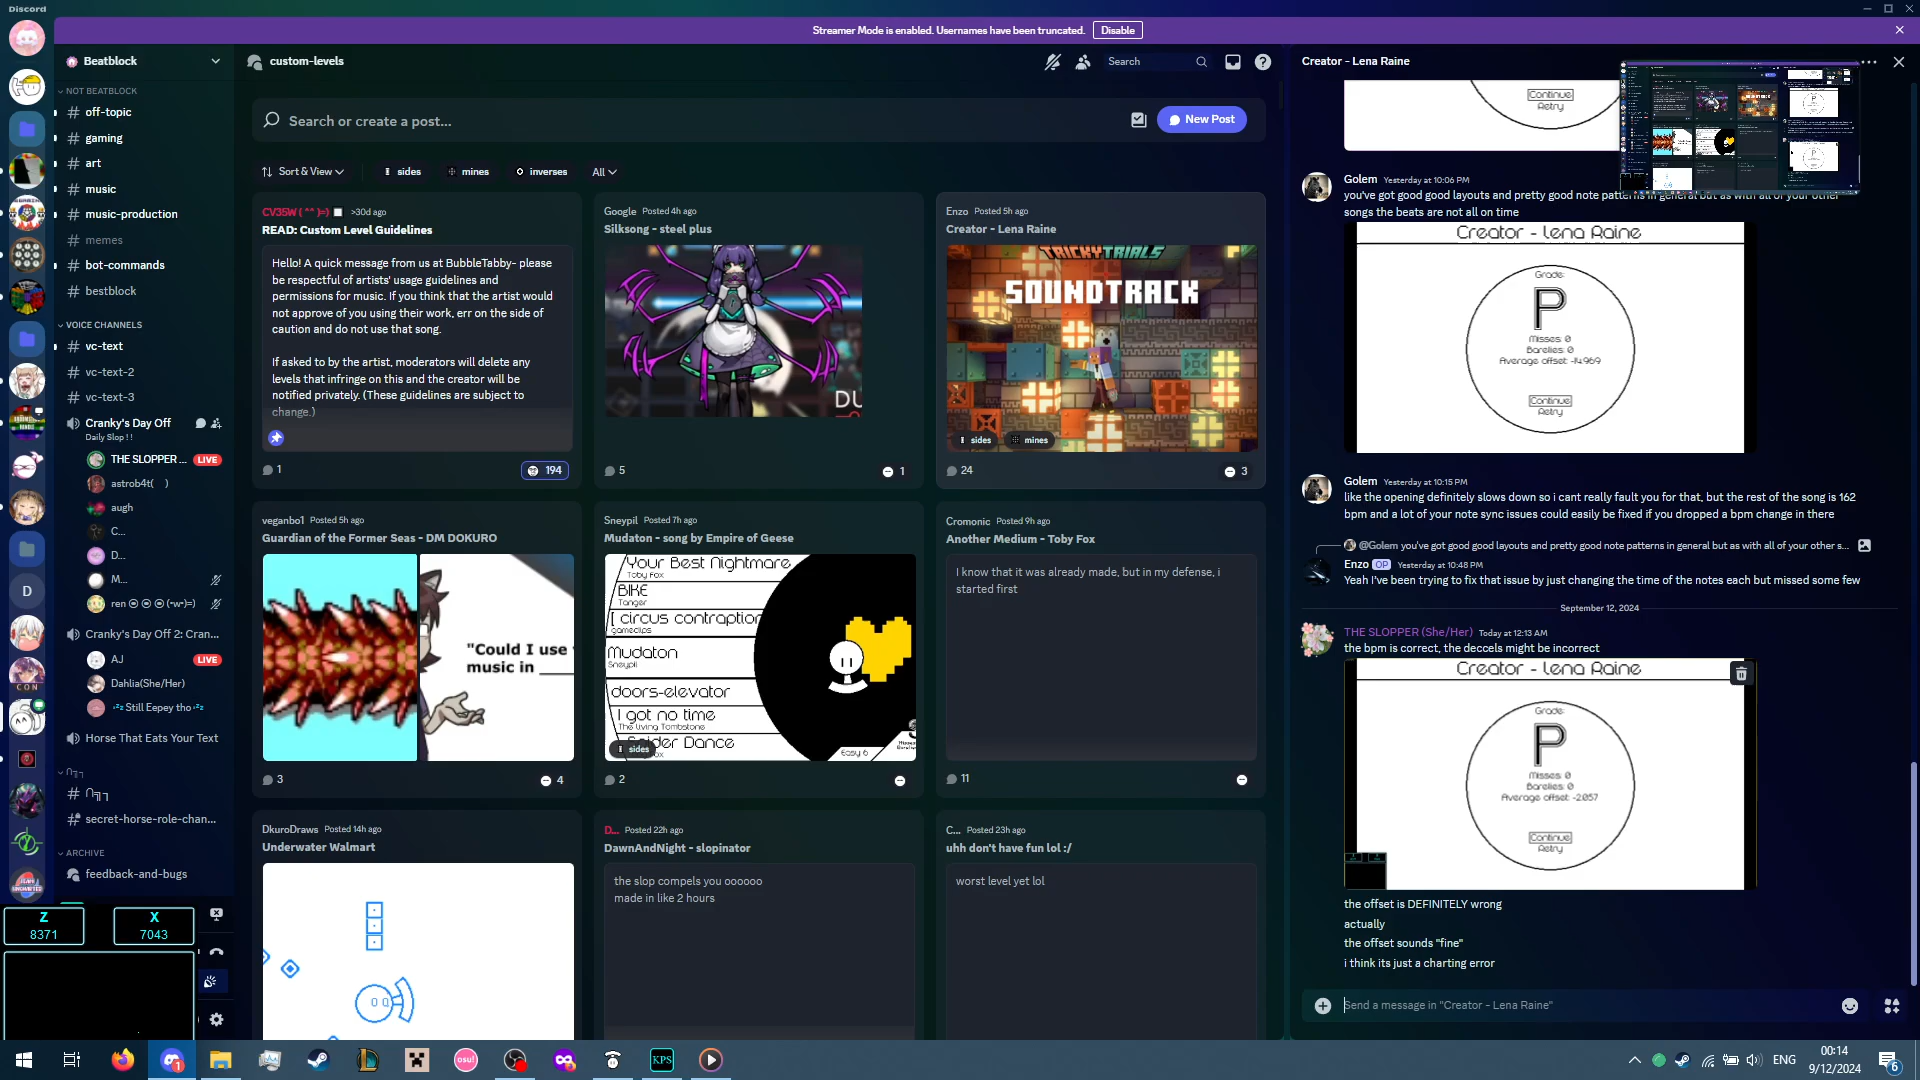 Discord
Streamer Mode is enabled. Usernames have been truncated.
Disable
Beatblock
NOT BEATBLOCK
off-topic
gaming
art
music
music-production
memes
bot-commands
bestblock
VOICE CHANNELS
vc-text
vc-text-2
vc-text-3
Cranky's Day Off
Daily Slop ! !
THE SLOPPER ...
LIVE
astrob4t( )
augh
C...
D...
M...
Cranky's Day Off 2: Cran...
AJ
LIVE
Dahlia(She/Her)
Still Eepey tho
Horse That Eats Your Text
secret-horse-role-chan...
ARCHIVE
feedback-and-bugs
D
CON
Z
8371
X
7043
custom-levels
Search
Search or create a post...
New Post
Sort & View
sides
mines
inverses
All
CV35W ( ^* )=) >30d ago
READ: Custom Level Guidelines
Hello! A quick message from us at BubbleTabby- please
be respectful of artists' usage guidelines and
permissions for music. If you think that the artist would
not approve of you using their work, err on the side of
caution and do not use that song.
If asked to by the artist, moderators will delete any
levels that infringe on this and the creator will be
notified privately. (These guidelines are subject to
change.)
1
194
Google Posted 4h ago
Silksong - steel plus
DU
5
1
Enzo Posted 5h ago
Creator - Lena Raine
TRICKY TRIALS
SOUNDTRACK
sides
mines
24
3
veganbo1 Posted 5h ago
Guardian of the Former Seas - DM DOKURO
"Could I use
music in
3
4
Sneypil Posted 7h ago
Mudaton - song by Empire of Geese
Your Best Nightmare
Toby Fox
BIKE
Tanger
[ circus contraption
gameclips
Mudaton
Sneypil
doors-elevator
I got no time
The Living Tombstone
Spider Dance
sides
Easy 6
2
Cromonic Posted 9h ago
Another Medium - Toby Fox
I know that it was already made, but in my defense, i
started first
11
DkuroDraws Posted 14h ago
Underwater Walmart
D... Posted 22h ago
DawnAndNight - slopinator
the slop compels you oooooo
made in like 2 hours
C... Posted 23h ago
uhh don't have fun lol :/
worst level yet lol
Creator - Lena Raine
Continue
Retry
Golem Yesterday at 10:06 PM
you've got good good layouts and pretty good note patterns in general but as with all of your other
songs the beats are not all on time
Creator - Lena Raine
Grade:
P
Misses: 0
Barelies: 0
Average offset: -14.969
Continue
Retry
Golem Yesterday at 10:15 PM
like the opening definitely slows down so i cant really fault you for that, but the rest of the song is 162
bpm and a lot of your note sync issues could easily be fixed if you dropped a bpm change in there
@Golem you've got good good layouts and pretty good note patterns in general but as with all of your other s...
Enzo OP Yesterday at 10:48 PM
Yeah I've been trying to fix that issue by just changing the time of the notes each but missed some few
September 12, 2024
THE SLOPPER (She/Her) Today at 12:13 AM
the bpm is correct, the deccels might be incorrect
Creator - Lena Raine
Grade:
P
Misses: 0
Barelies: 0
Average offset: -2.057
Continue
Retry
the offset is DEFINITELY wrong
actually
the offset sounds "fine"
i think its just a charting error
Send a message in "Creator - Lena Raine"
osu!
KPS
ENG
00:14
9/12/2024
6